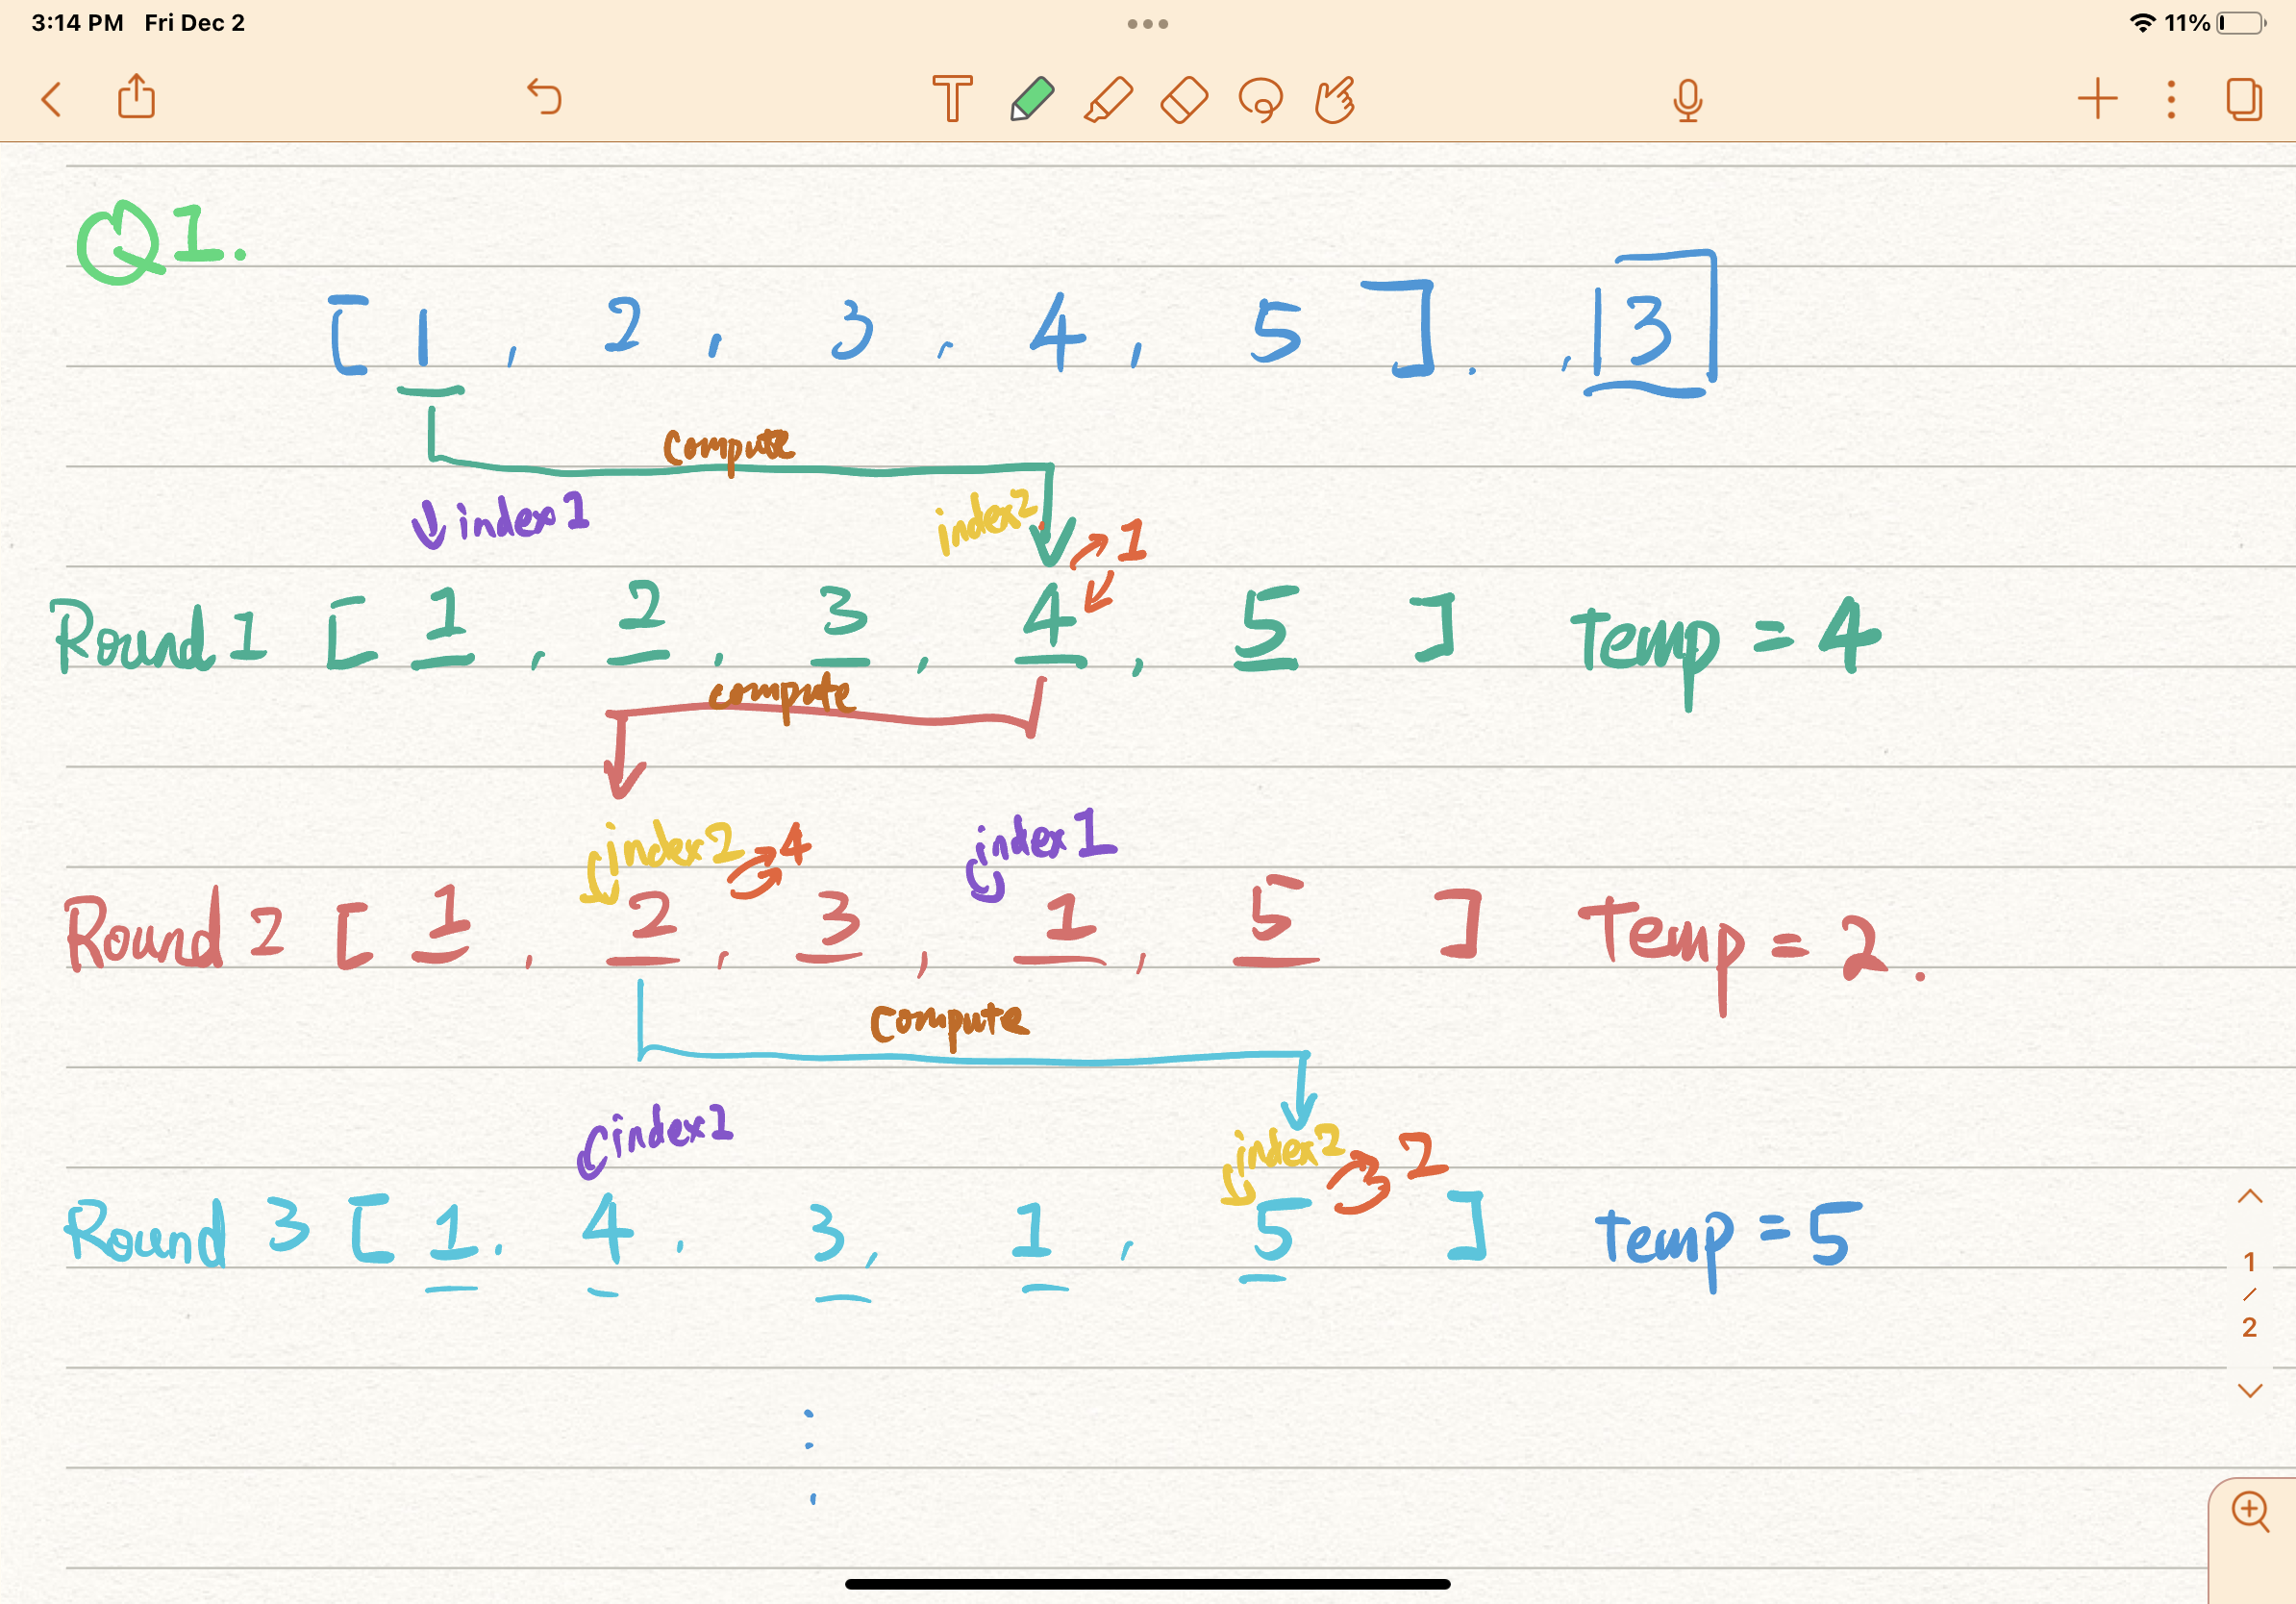 3:14 PM Fri Dec 2 11%
Q1.
[ 1 , 2 , 3 , 4 , 5 ] . , 3
compute
index1 index2 1
Round 1 [ 1 , 2 , 3 , 4 , 5 ] Temp = 4
compute
index2 4 index1
Round 2 [ 1 , 2 , 3 , 1 , 5 ] Temp = 2 .
compute
index1 index2 2
Round 3 [ 1 , 4 , 3 , 1 , 5 ] temp = 5
1
/
2